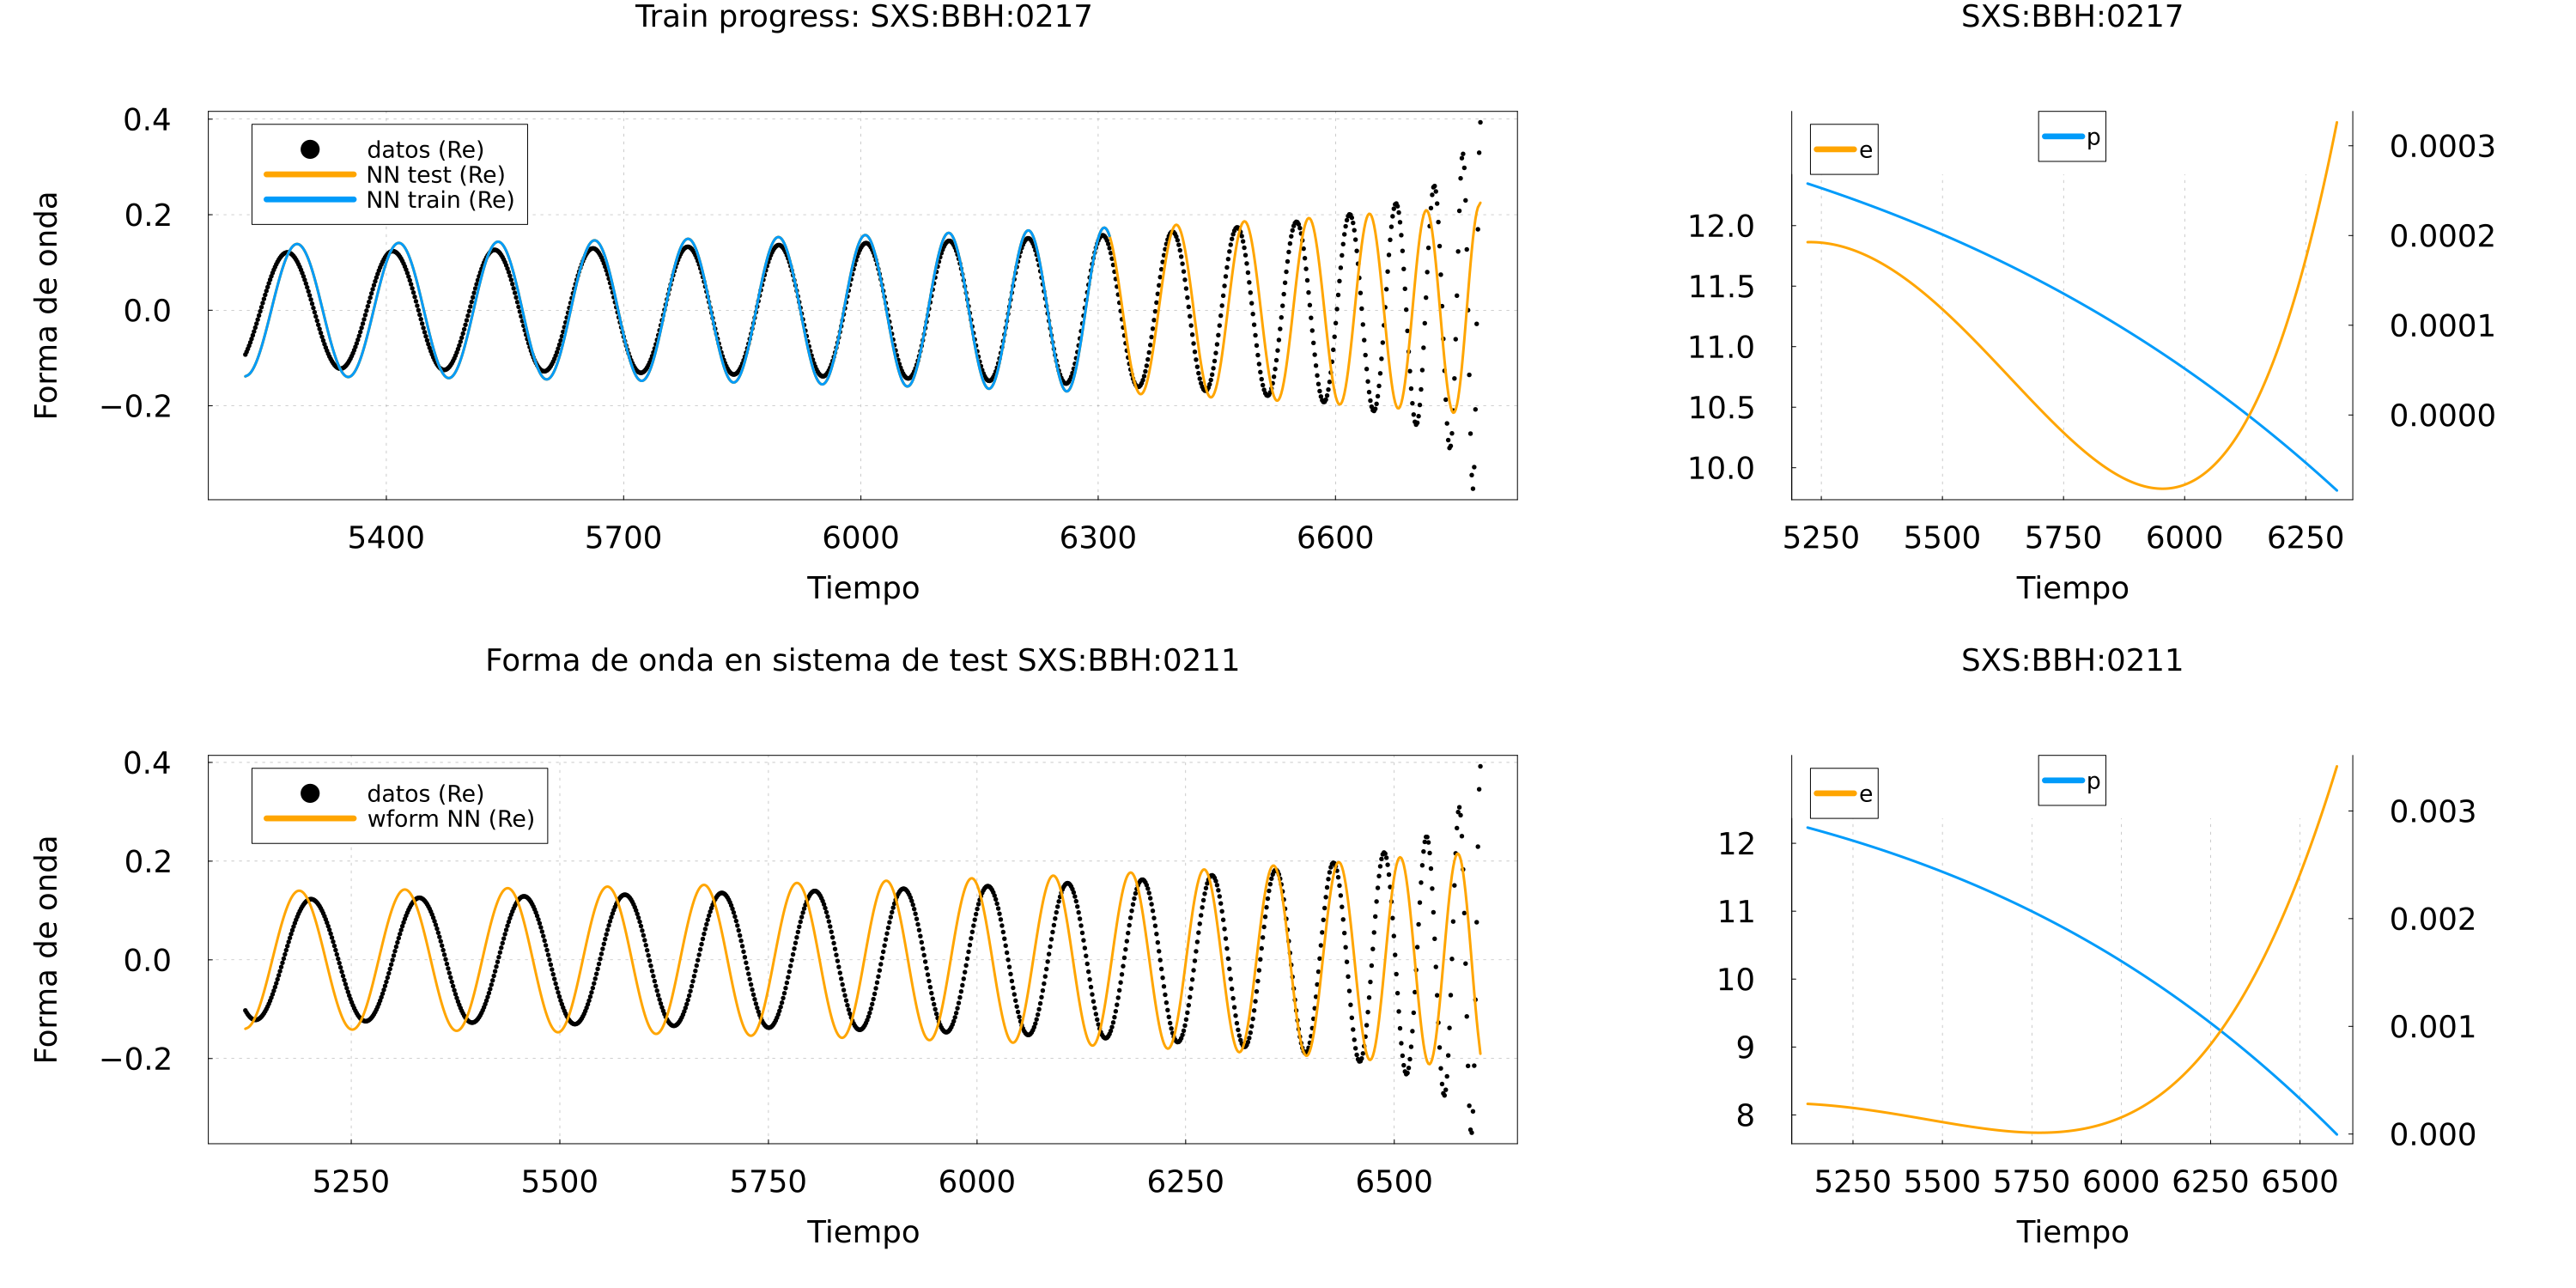 Train progress: SXS:BBH:0217
Forma de onda
0.4
0.2
0.0
−0.2
datos (Re)
NN test (Re)
NN train (Re)
5400 5700 6000 6300 6600
Tiempo
SXS:BBH:0217
e
p
12.0
11.5
11.0
10.5
10.0
0.0003
0.0002
0.0001
0.0000
5250 5500 5750 6000 6250
Tiempo
Forma de onda en sistema de test SXS:BBH:0211
Forma de onda
0.4
0.2
0.0
−0.2
datos (Re)
wform NN (Re)
5250 5500 5750 6000 6250 6500
Tiempo
SXS:BBH:0211
e
p
12
11
10
9
8
0.003
0.002
0.001
0.000
5250 5500 5750 6000 6250 6500
Tiempo